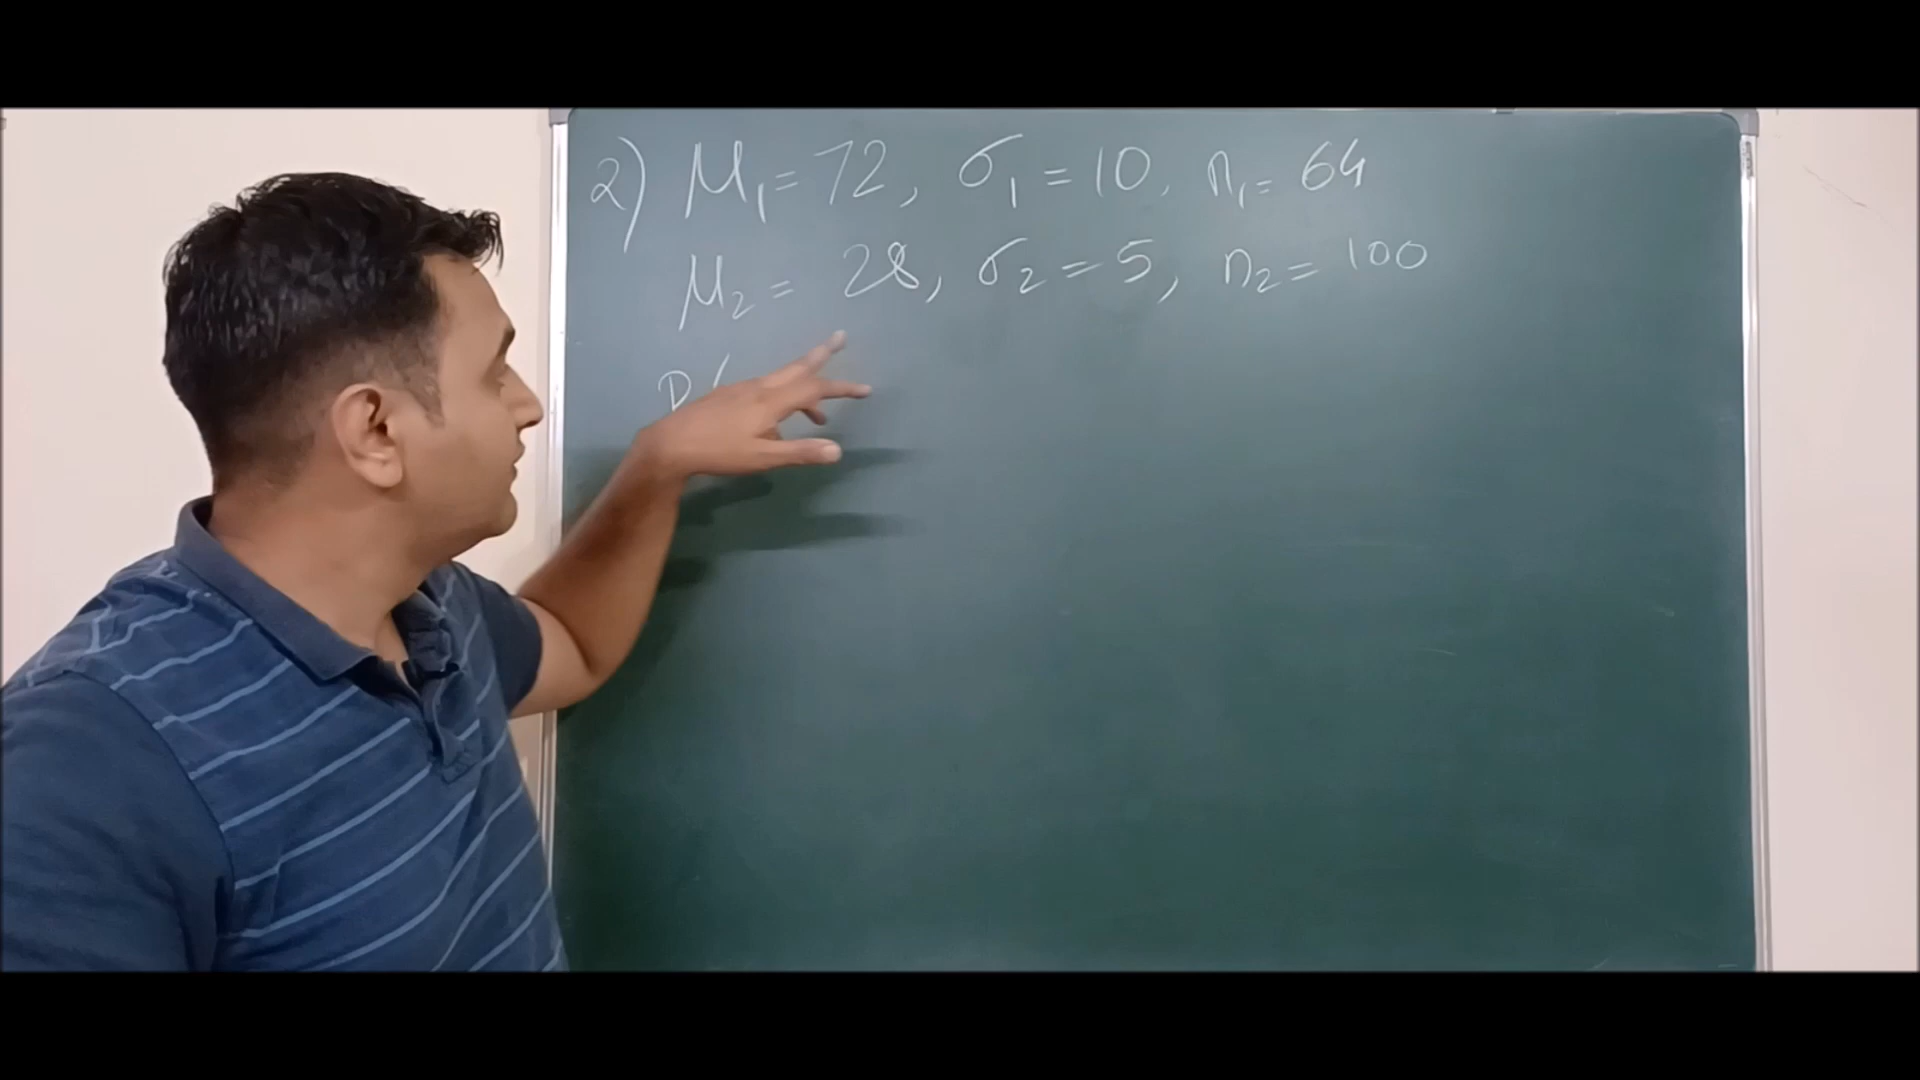 2) μ₁ = 72, σ₁ = 10, n₁ = 64
μ₂ = 28, σ₂ = 5, n₂ = 100
P(